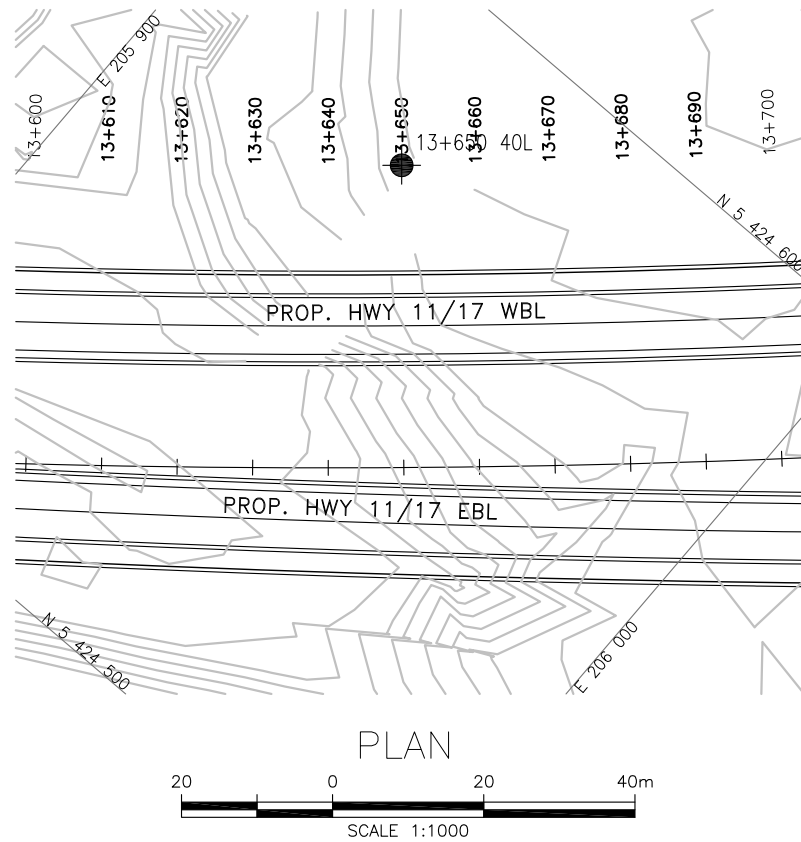 E 205 900
13+600
13+610
13+620
13+630
13+640
13+650
13+660
13+670
13+680
13+690
13+700
13+650 40L
N 5 424 600
PROP. HWY 11/17 WBL
PROP. HWY 11/17 EBL
N 5 424 500
E 206 000
PLAN
20 0 20 40m
SCALE 1:1000